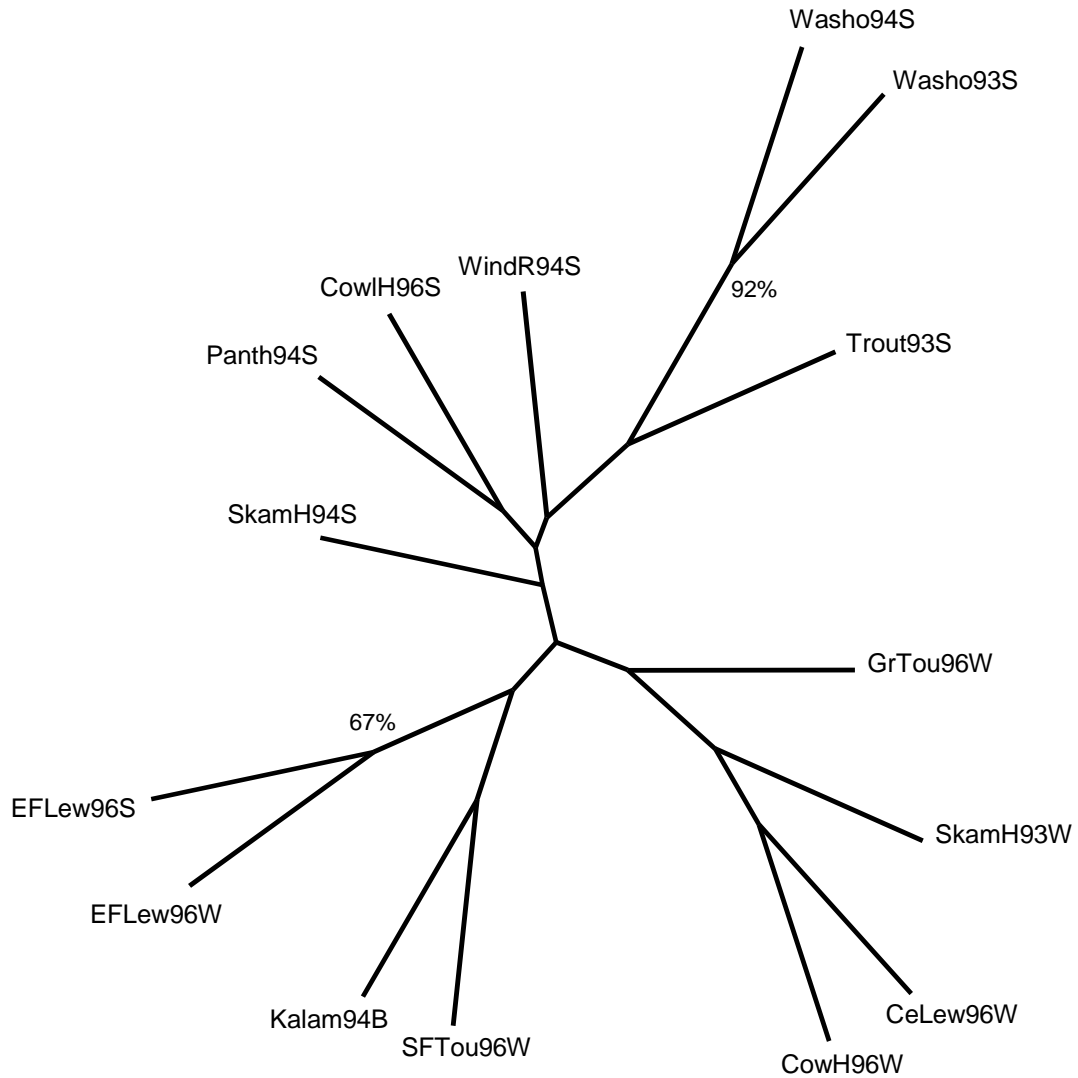 Washo94S
Washo93S
WindR94S
CowlH96S
92%
Trout93S
Panth94S
SkamH94S
GrTou96W
67%
EFLew96S
SkamH93W
EFLew96W
Kalam94B
CeLew96W
SFTou96W
CowH96W